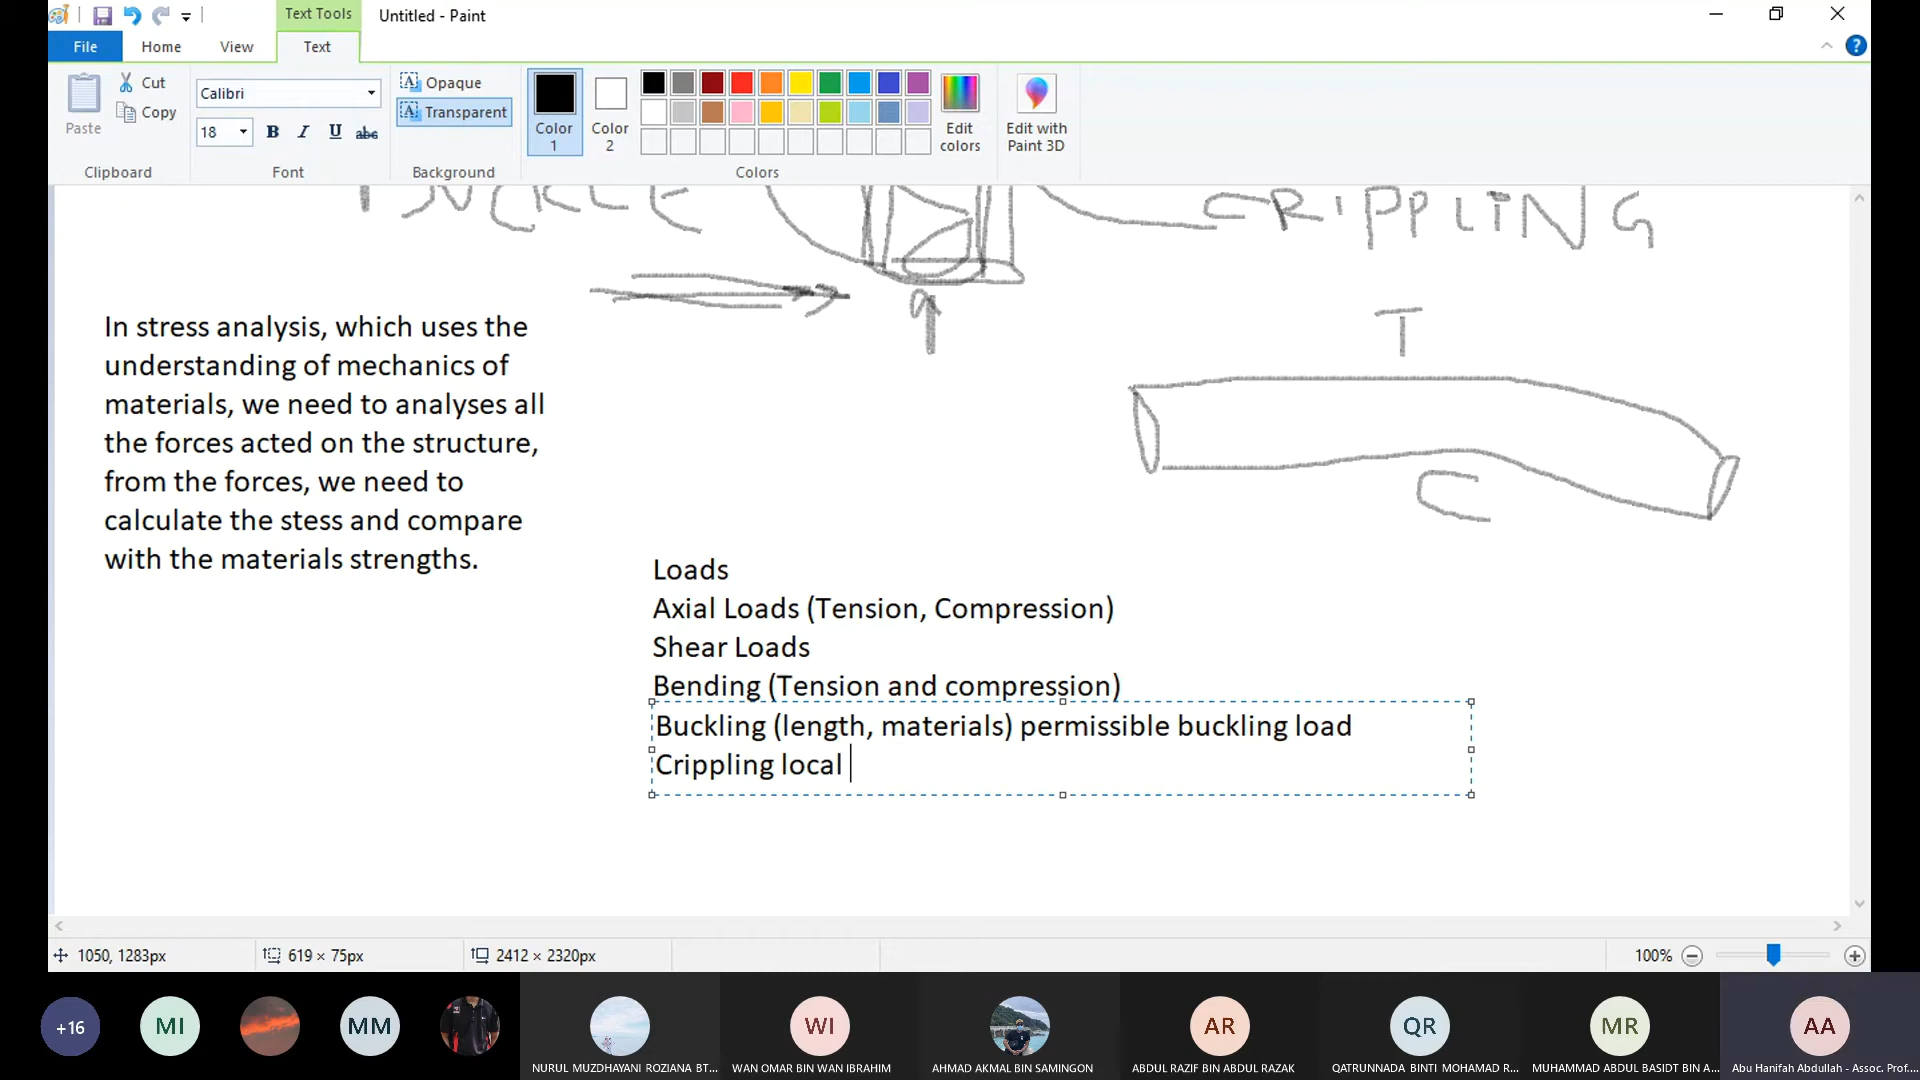 Text Tools
Untitled - Paint
File
Home
View
Text
Paste
Cut
Copy
Clipboard
Calibri
18
B I U abc
Font
Opaque
Transparent
Background
Color 1
Color 2
Edit colors
Colors
Edit with Paint 3D
CRIPPLING
In stress analysis, which uses the
understanding of mechanics of
materials, we need to analyses all
the forces acted on the structure,
from the forces, we need to
calculate the stess and compare
with the materials strengths.
T
C
Loads
Axial Loads (Tension, Compression)
Shear Loads
Bending (Tension and compression)
Buckling (length, materials) permissible buckling load
Crippling local
1050, 1283px
619 × 75px
2412 × 2320px
100%
+16
MI
MM
WI
AR
QR
MR
AA
NURUL MUZDHAYANI ROZIANA BT...
WAN OMAR BIN WAN IBRAHIM
AHMAD AKMAL BIN SAMINGON
ABDUL RAZIF BIN ABDUL RAZAK
QATRUNNADA BINTI MOHAMAD R...
MUHAMMAD ABDUL BASIDT BIN A...
Abu Hanifah Abdullah - Assoc. Prof....